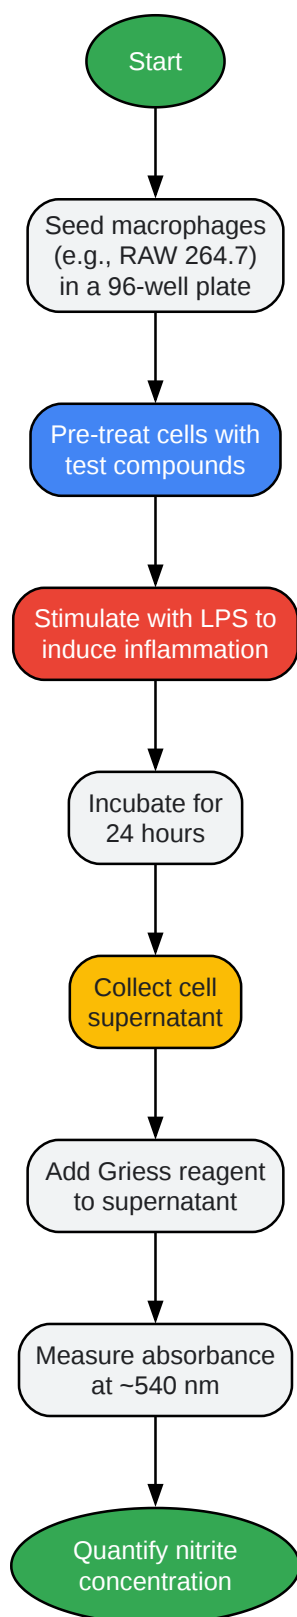 Start
Seed macrophages
(e.g., RAW 264.7)
in a 96-well plate
Pre-treat cells with
test compounds
Stimulate with LPS to
induce inflammation
Incubate for
24 hours
Collect cell
supernatant
Add Griess reagent
to supernatant
Measure absorbance
at ~540 nm
Quantify nitrite
concentration